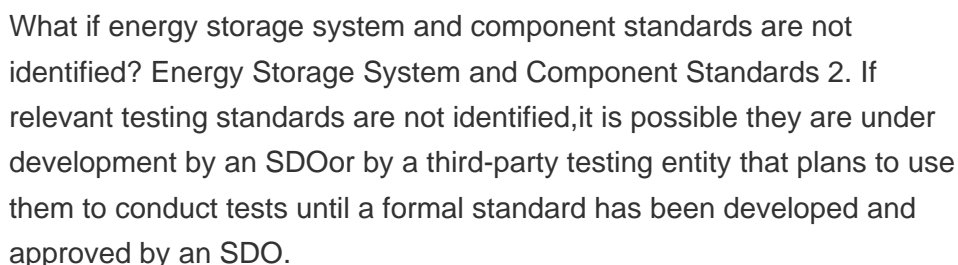 What if energy storage system and component standards are not
identified? Energy Storage System and Component Standards 2. If
relevant testing standards are not identified,it is possible they are under
development by an SDOor by a third-party testing entity that plans to use
them to conduct tests until a formal standard has been developed and
approved by an SDO.